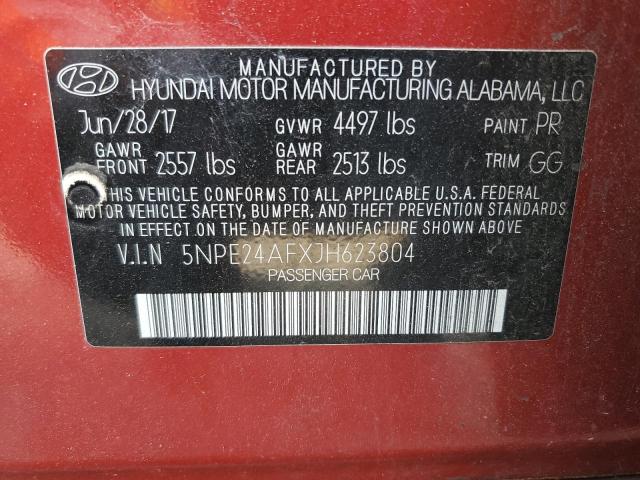 MANUFACTURED BY
HYUNDAI MOTOR MANUFACTURING ALABAMA, LLC
Jun/28/17 GVWR 4497 lbs PAINT PR
GAWR FRONT 2557 lbs GAWR REAR 2513 lbs TRIM GG
THIS VEHICLE CONFORMS TO ALL APPLICABLE U.S.A. FEDERAL
MOTOR VEHICLE SAFETY, BUMPER, AND THEFT PREVENTION STANDARDS
IN EFFECT ON THE DATE OF MANUFACTURE SHOWN ABOVE
V.I.N 5NPE24AFXJH623804
PASSENGER CAR